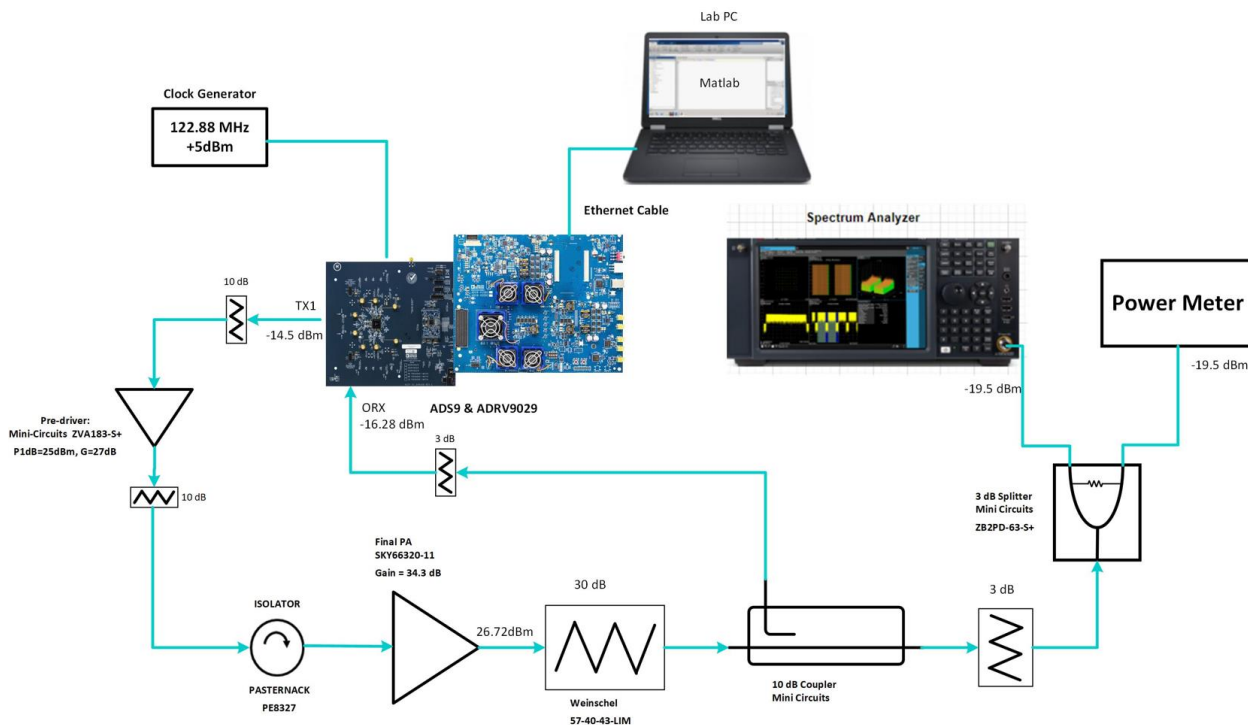 Lab PC
Matlab
Clock Generator
122.88 MHz
+5dBm
Ethernet Cable
Spectrum Analyzer
Power Meter
10 dB
TX1
-14.5 dBm
-19.5 dBm
-19.5 dBm
ORX
-16.28 dBm
ADS9 & ADRV9029
Pre-driver:
Mini-Circuits ZVA183-S+
P1dB=25dBm, G=27dB
3 dB
10 dB
3 dB Splitter
Mini Circuits
ZB2PD-63-S+
Final PA
SKY66320-11
Gain = 34.3 dB
30 dB
3 dB
ISOLATOR
26.72dBm
PASTERNACK
PE8327
Weinschel
57-40-43-LIM
10 dB Coupler
Mini Circuits